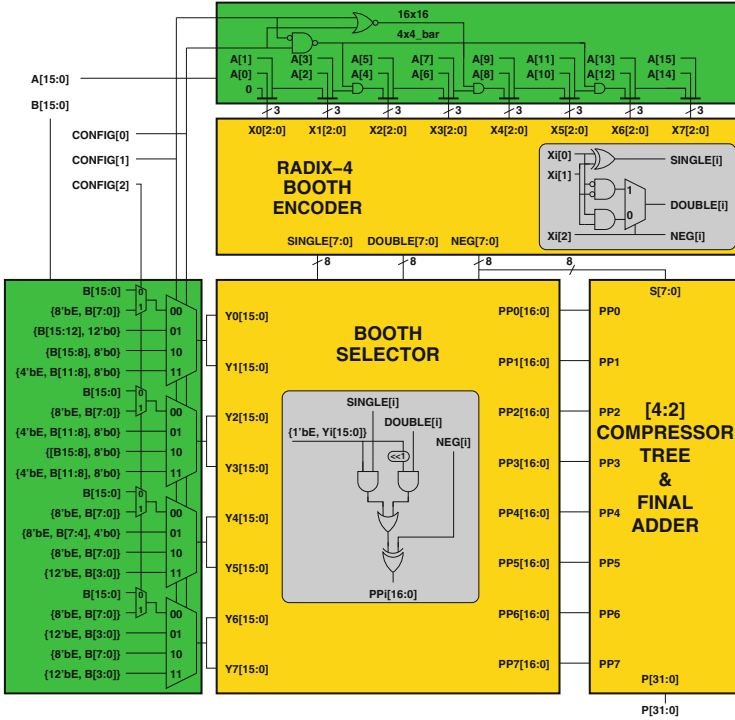 16x16
4x4_bar
A[1] A[3] A[5] A[7] A[9] A[11] A[13] A[15]
A[0] A[2] A[4] A[6] A[8] A[10] A[12] A[14]
0
A[15:0]
B[15:0]
3 3 3 3 3 3 3 3
X0[2:0] X1[2:0] X2[2:0] X3[2:0] X4[2:0] X5[2:0] X6[2:0] X7[2:0]
CONFIG[0]
CONFIG[1]
CONFIG[2]
RADIX–4
BOOTH
ENCODER
Xi[0]
Xi[1]
Xi[2]
1
0
SINGLE[i]
DOUBLE[i]
NEG[i]
SINGLE[7:0] DOUBLE[7:0] NEG[7:0]
8 8 8 8
B[15:0]
0
1
{8'bE, B[7:0]}
00
{B[15:12], 12'b0}
01
{B[15:8], 8'b0}
10
{4'bE, B[11:8], 8'b0}
11
B[15:0]
0
1
{8'bE, B[7:0]}
00
{4'bE, B[11:8], 8'b0}
01
{[B15:8], 8'b0}
10
{4'bE, B[11:8], 8'b0}
11
B[15:0]
0
1
{8'bE, B[7:0]}
00
{8'bE, B[7:4], 4'b0}
01
{8'bE, B[7:0]}
10
{12'bE, B[3:0]}
11
B[15:0]
0
1
{8'bE, B[7:0]}
00
{12'bE, B[3:0]}
01
{8'bE, B[7:0]}
10
{12'bE, B[3:0]}
11
Y0[15:0]
Y1[15:0]
Y2[15:0]
Y3[15:0]
Y4[15:0]
Y5[15:0]
Y6[15:0]
Y7[15:0]
BOOTH
SELECTOR
SINGLE[i]
DOUBLE[i]
{1'bE, Yi[15:0]}
NEG[i]
<<1
PPi[16:0]
PP0[16:0]
PP1[16:0]
PP2[16:0]
PP3[16:0]
PP4[16:0]
PP5[16:0]
PP6[16:0]
PP7[16:0]
S[7:0]
PP0
PP1
PP2
PP3
PP4
PP5
PP6
PP7
[4:2]
COMPRESSOR
TREE
&
FINAL
ADDER
P[31:0]
P[31:0]